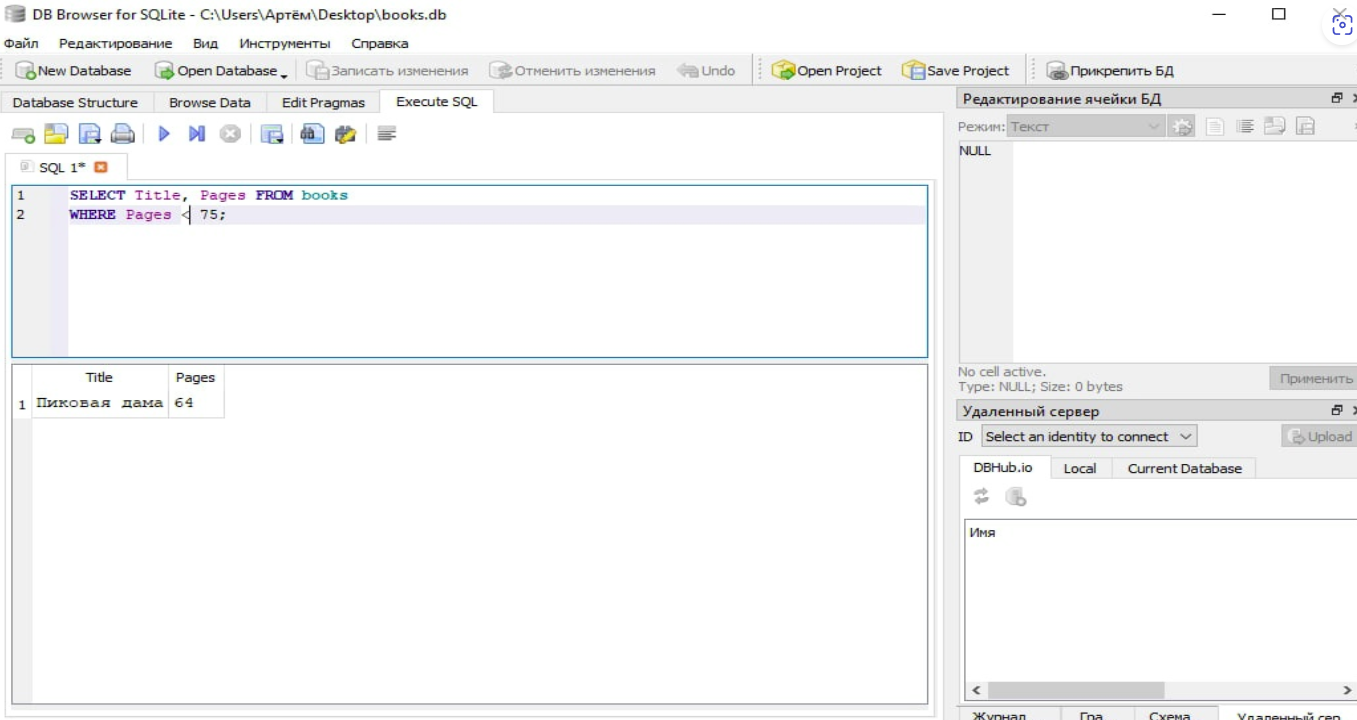 DB Browser for SQLite - C:\Users\Артём\Desktop\books.db
Файл Редактирование Вид Инструменты Справка
New Database Open Database Записать изменения Отменить изменения Undo Open Project Save Project Прикрепить БД
Database Structure Browse Data Edit Pragmas Execute SQL
SQL 1*
1 SELECT Title, Pages FROM books
2 WHERE Pages < 75;
Title Pages
1 Пиковая дама 64
Редактирование ячейки БД
Режим: Текст
NULL
No cell active.
Type: NULL; Size: 0 bytes
Применить
Удаленный сервер
ID Select an identity to connect Upload
DBHub.io Local Current Database
Имя
Журнал Гра Схема Удаленный сер